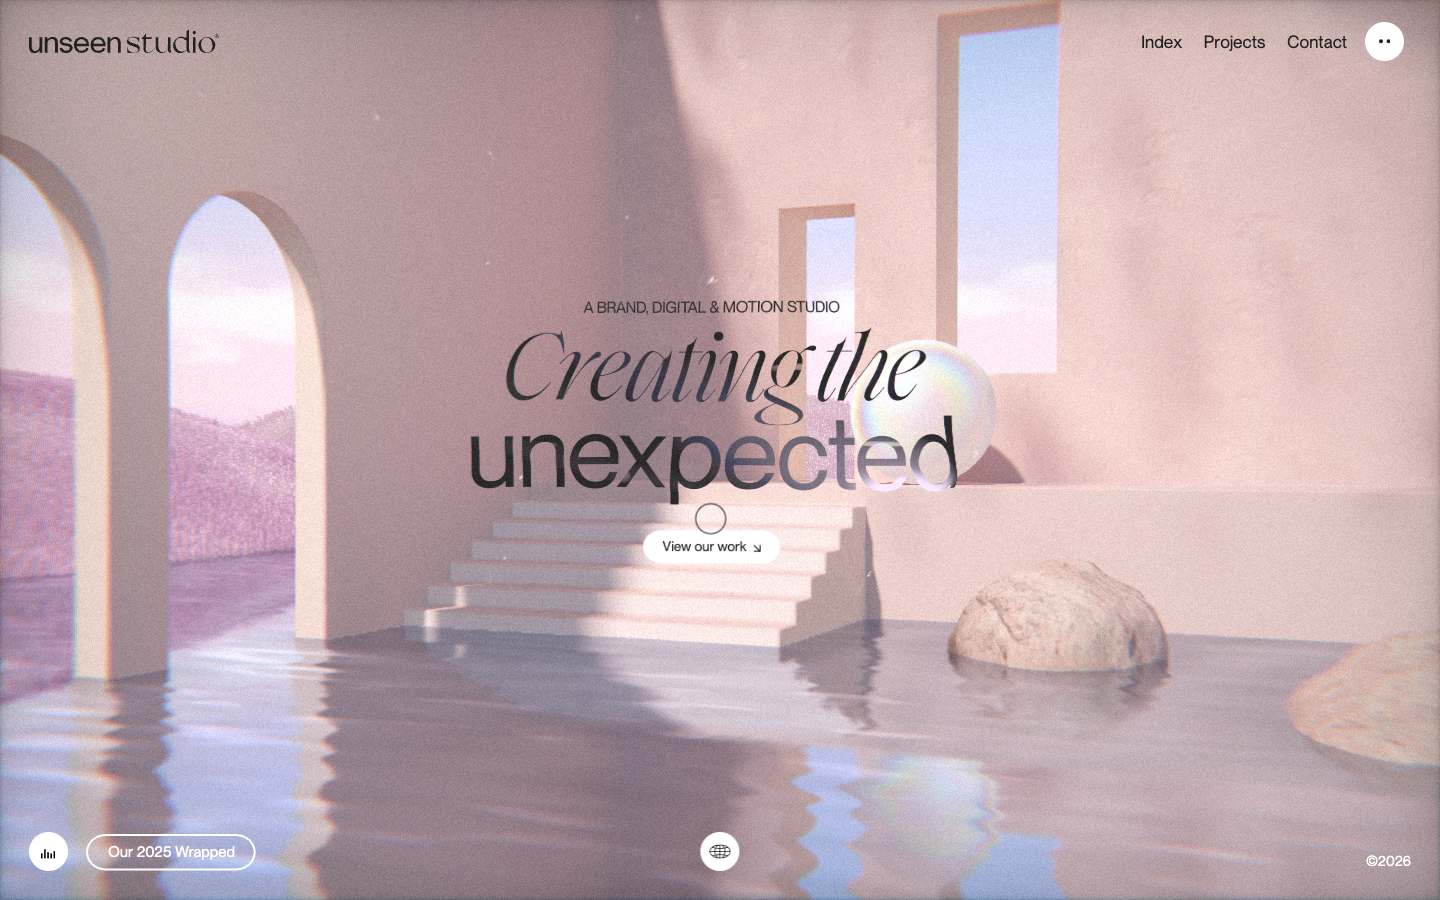 unseen studio®
Index Projects Contact
A BRAND, DIGITAL & MOTION STUDIO
Creating the
unexpected
View our work ↘
Our 2025 Wrapped
©2026